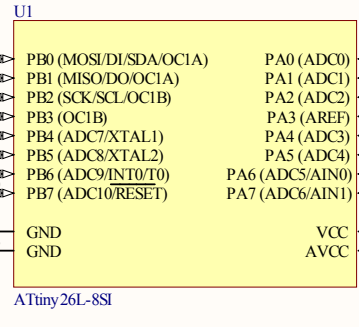 U1
PB0 (MOSI/DI/SDA/OC1A) PA0 (ADC0)
PB1 (MISO/DO/OC1A) PA1 (ADC1)
PB2 (SCK/SCL/OC1B) PA2 (ADC2)
PB3 (OC1B) PA3 (AREF)
PB4 (ADC7/XTAL1) PA4 (ADC3)
PB5 (ADC8/XTAL2) PA5 (ADC4)
PB6 (ADC9/INT0/T0) PA6 (ADC5/AIN0)
PB7 (ADC10/RESET) PA7 (ADC6/AIN1)
GND VCC
GND AVCC
ATtiny26L-8SI